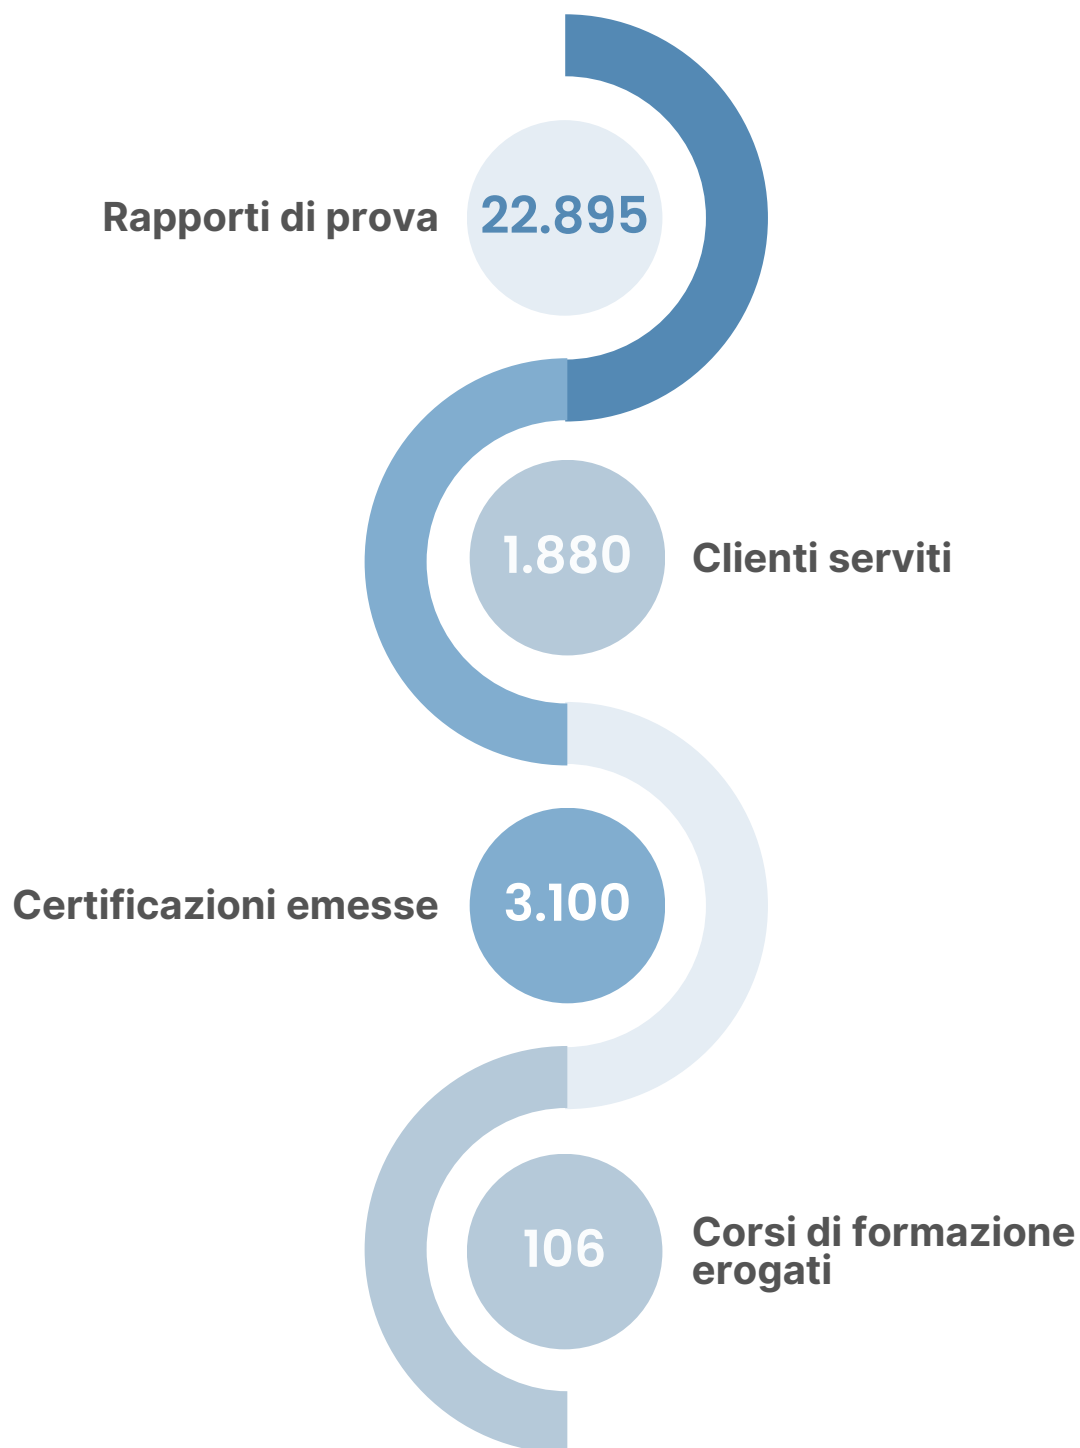 Rapporti di prova
22.895
1.880
Clienti serviti
Certificazioni emesse
3.100
106
Corsi di formazione
erogati